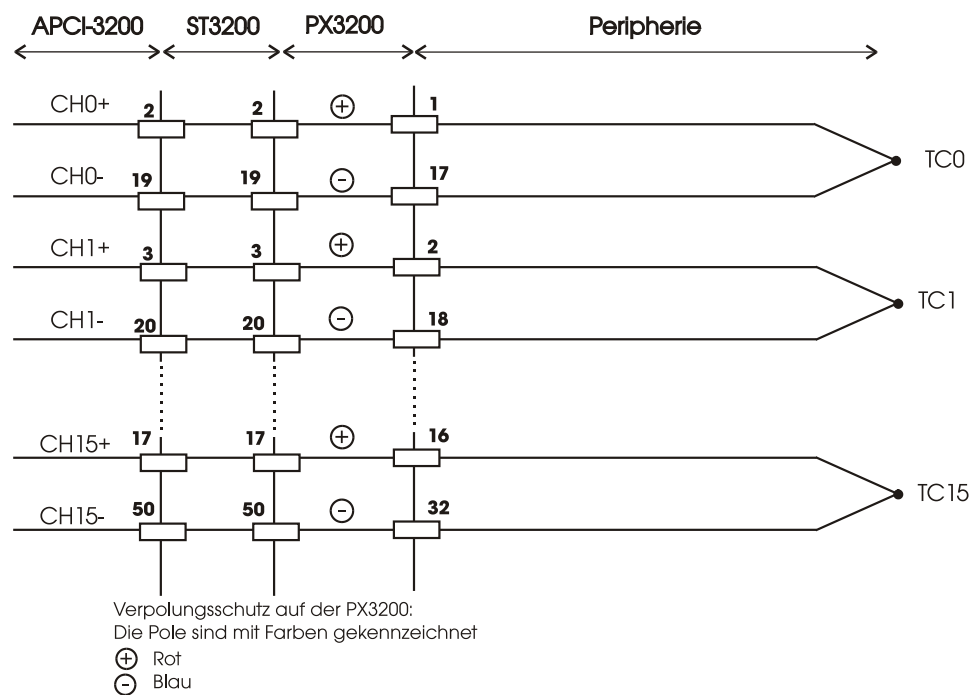 APCI-3200 ST3200 PX3200 Peripherie
CH0+ 2 2 + 1
TC0
CH0- 19 19 - 17
CH1+ 3 3 + 2
TC1
CH1- 20 20 - 18
CH15+ 17 17 + 16
TC15
CH15- 50 50 - 32
Verpolungsschutz auf der PX3200:
Die Pole sind mit Farben gekennzeichnet
+ Rot
- Blau